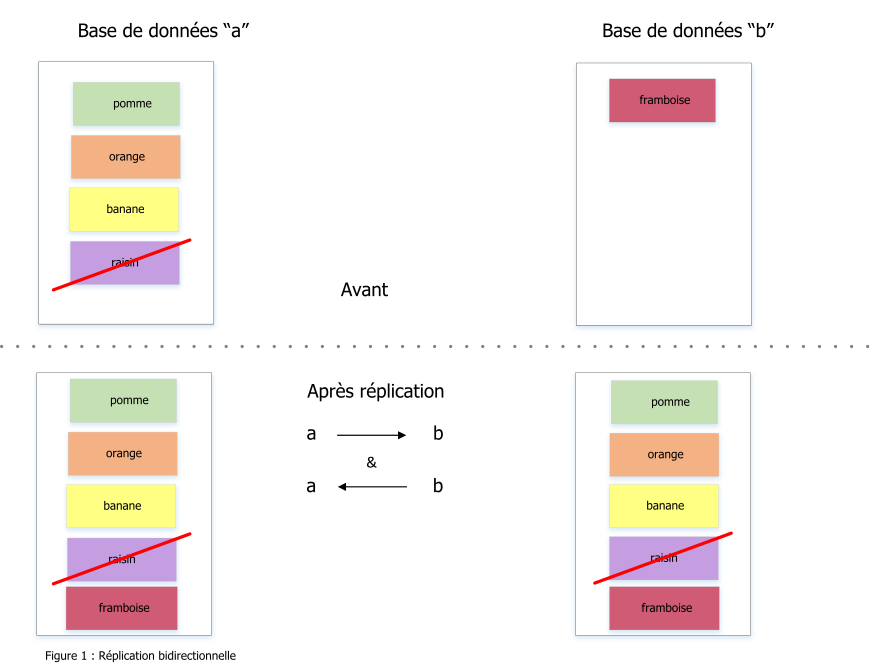 Base de données “a”
Base de données “b”
pomme
orange
banane
raisin
framboise
Avant
Après réplication
a b
&
a b
pomme
orange
banane
raisin
framboise
pomme
orange
banane
raisin
framboise
Figure 1 : Réplication bidirectionnelle